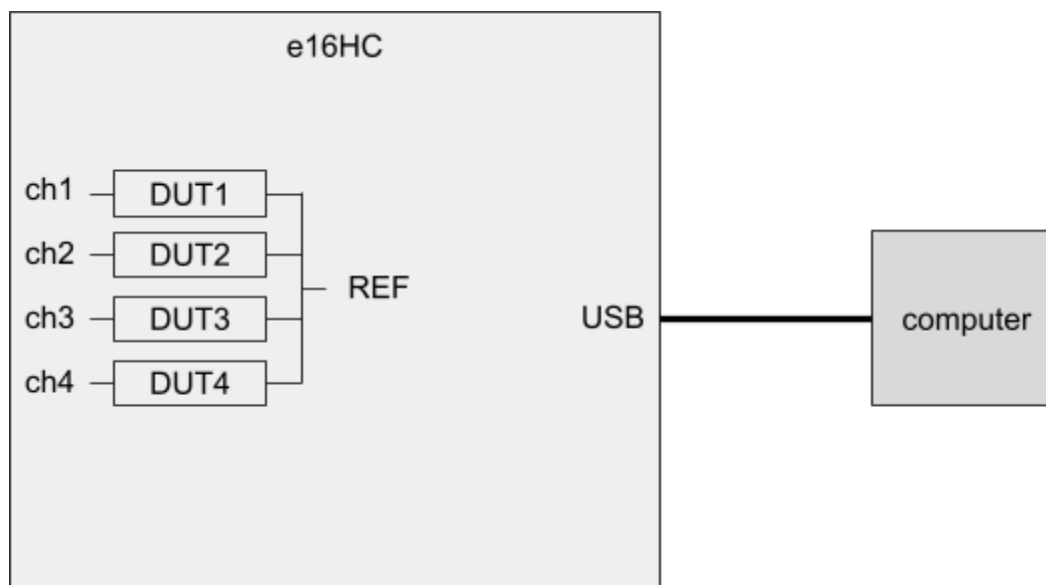 e16HC
ch1 DUT1
ch2 DUT2
REF
ch3 DUT3
ch4 DUT4
USB
computer